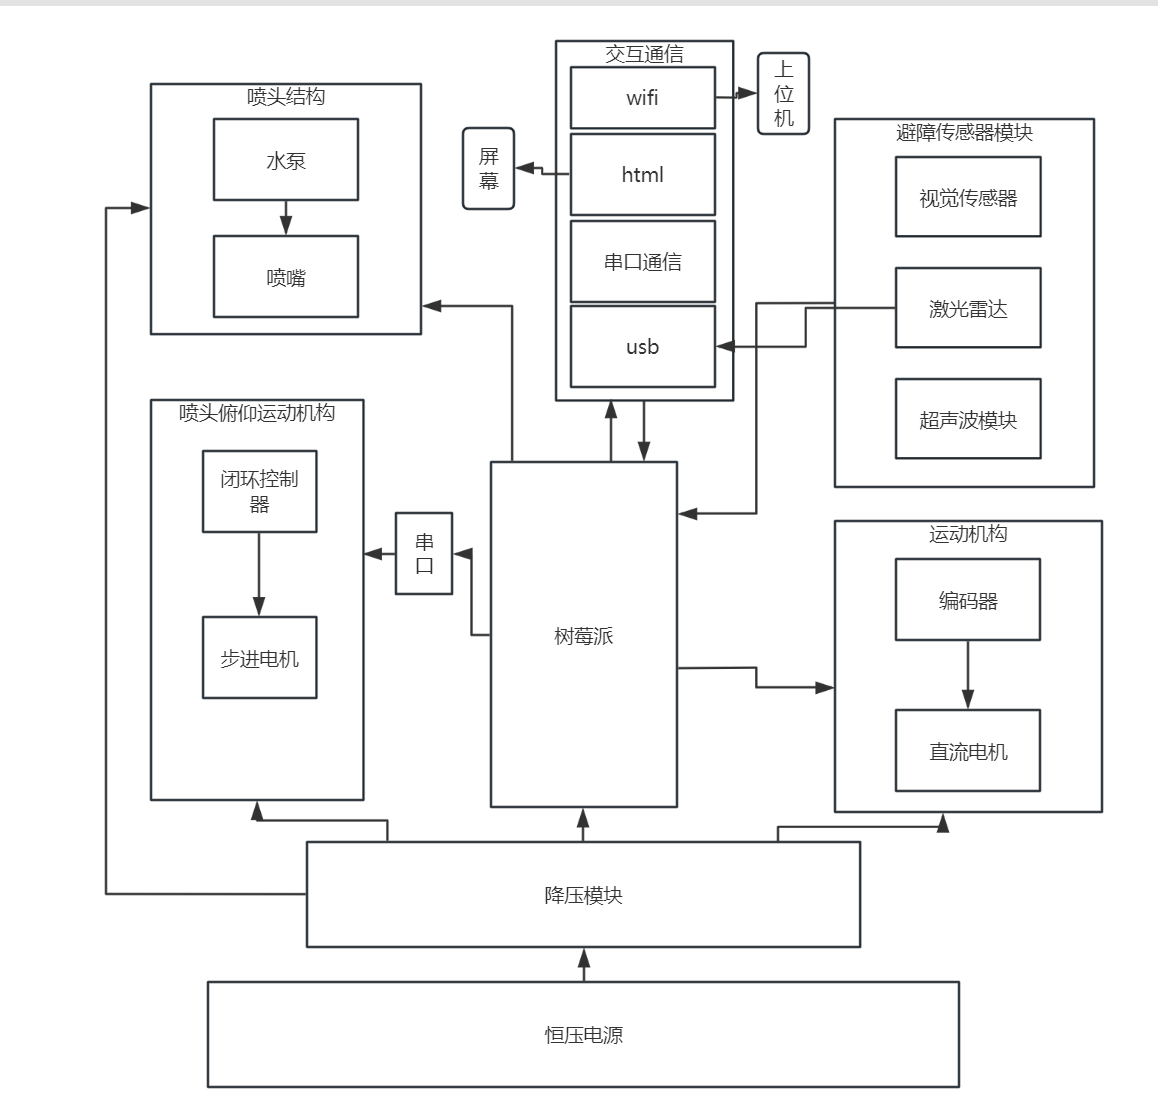 交互通信
wifi
html
串口通信
usb
上
位
机
屏
幕
喷头结构
水泵
喷嘴
避障传感器模块
视觉传感器
激光雷达
超声波模块
喷头俯仰运动机构
闭环控制
器
步进电机
串
口
树莓派
运动机构
编码器
直流电机
降压模块
恒压电源